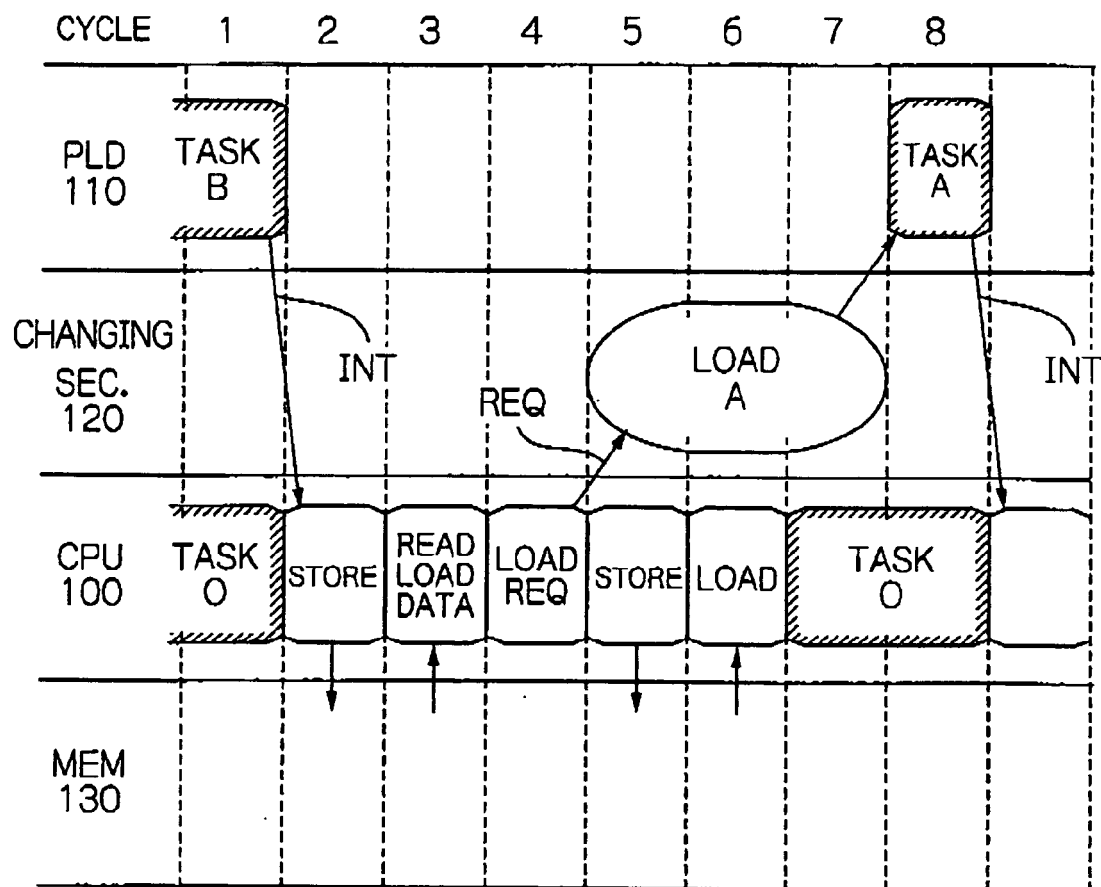 CYCLE 1 2 3 4 5 6 7 8
PLD
110
TASK
B
TASK
A
CHANGING
SEC.
120
INT
REQ
LOAD
A
INT
CPU
100
TASK
O
STORE
READ
LOAD
DATA
LOAD
REQ
STORE
LOAD
TASK
O
MEM
130